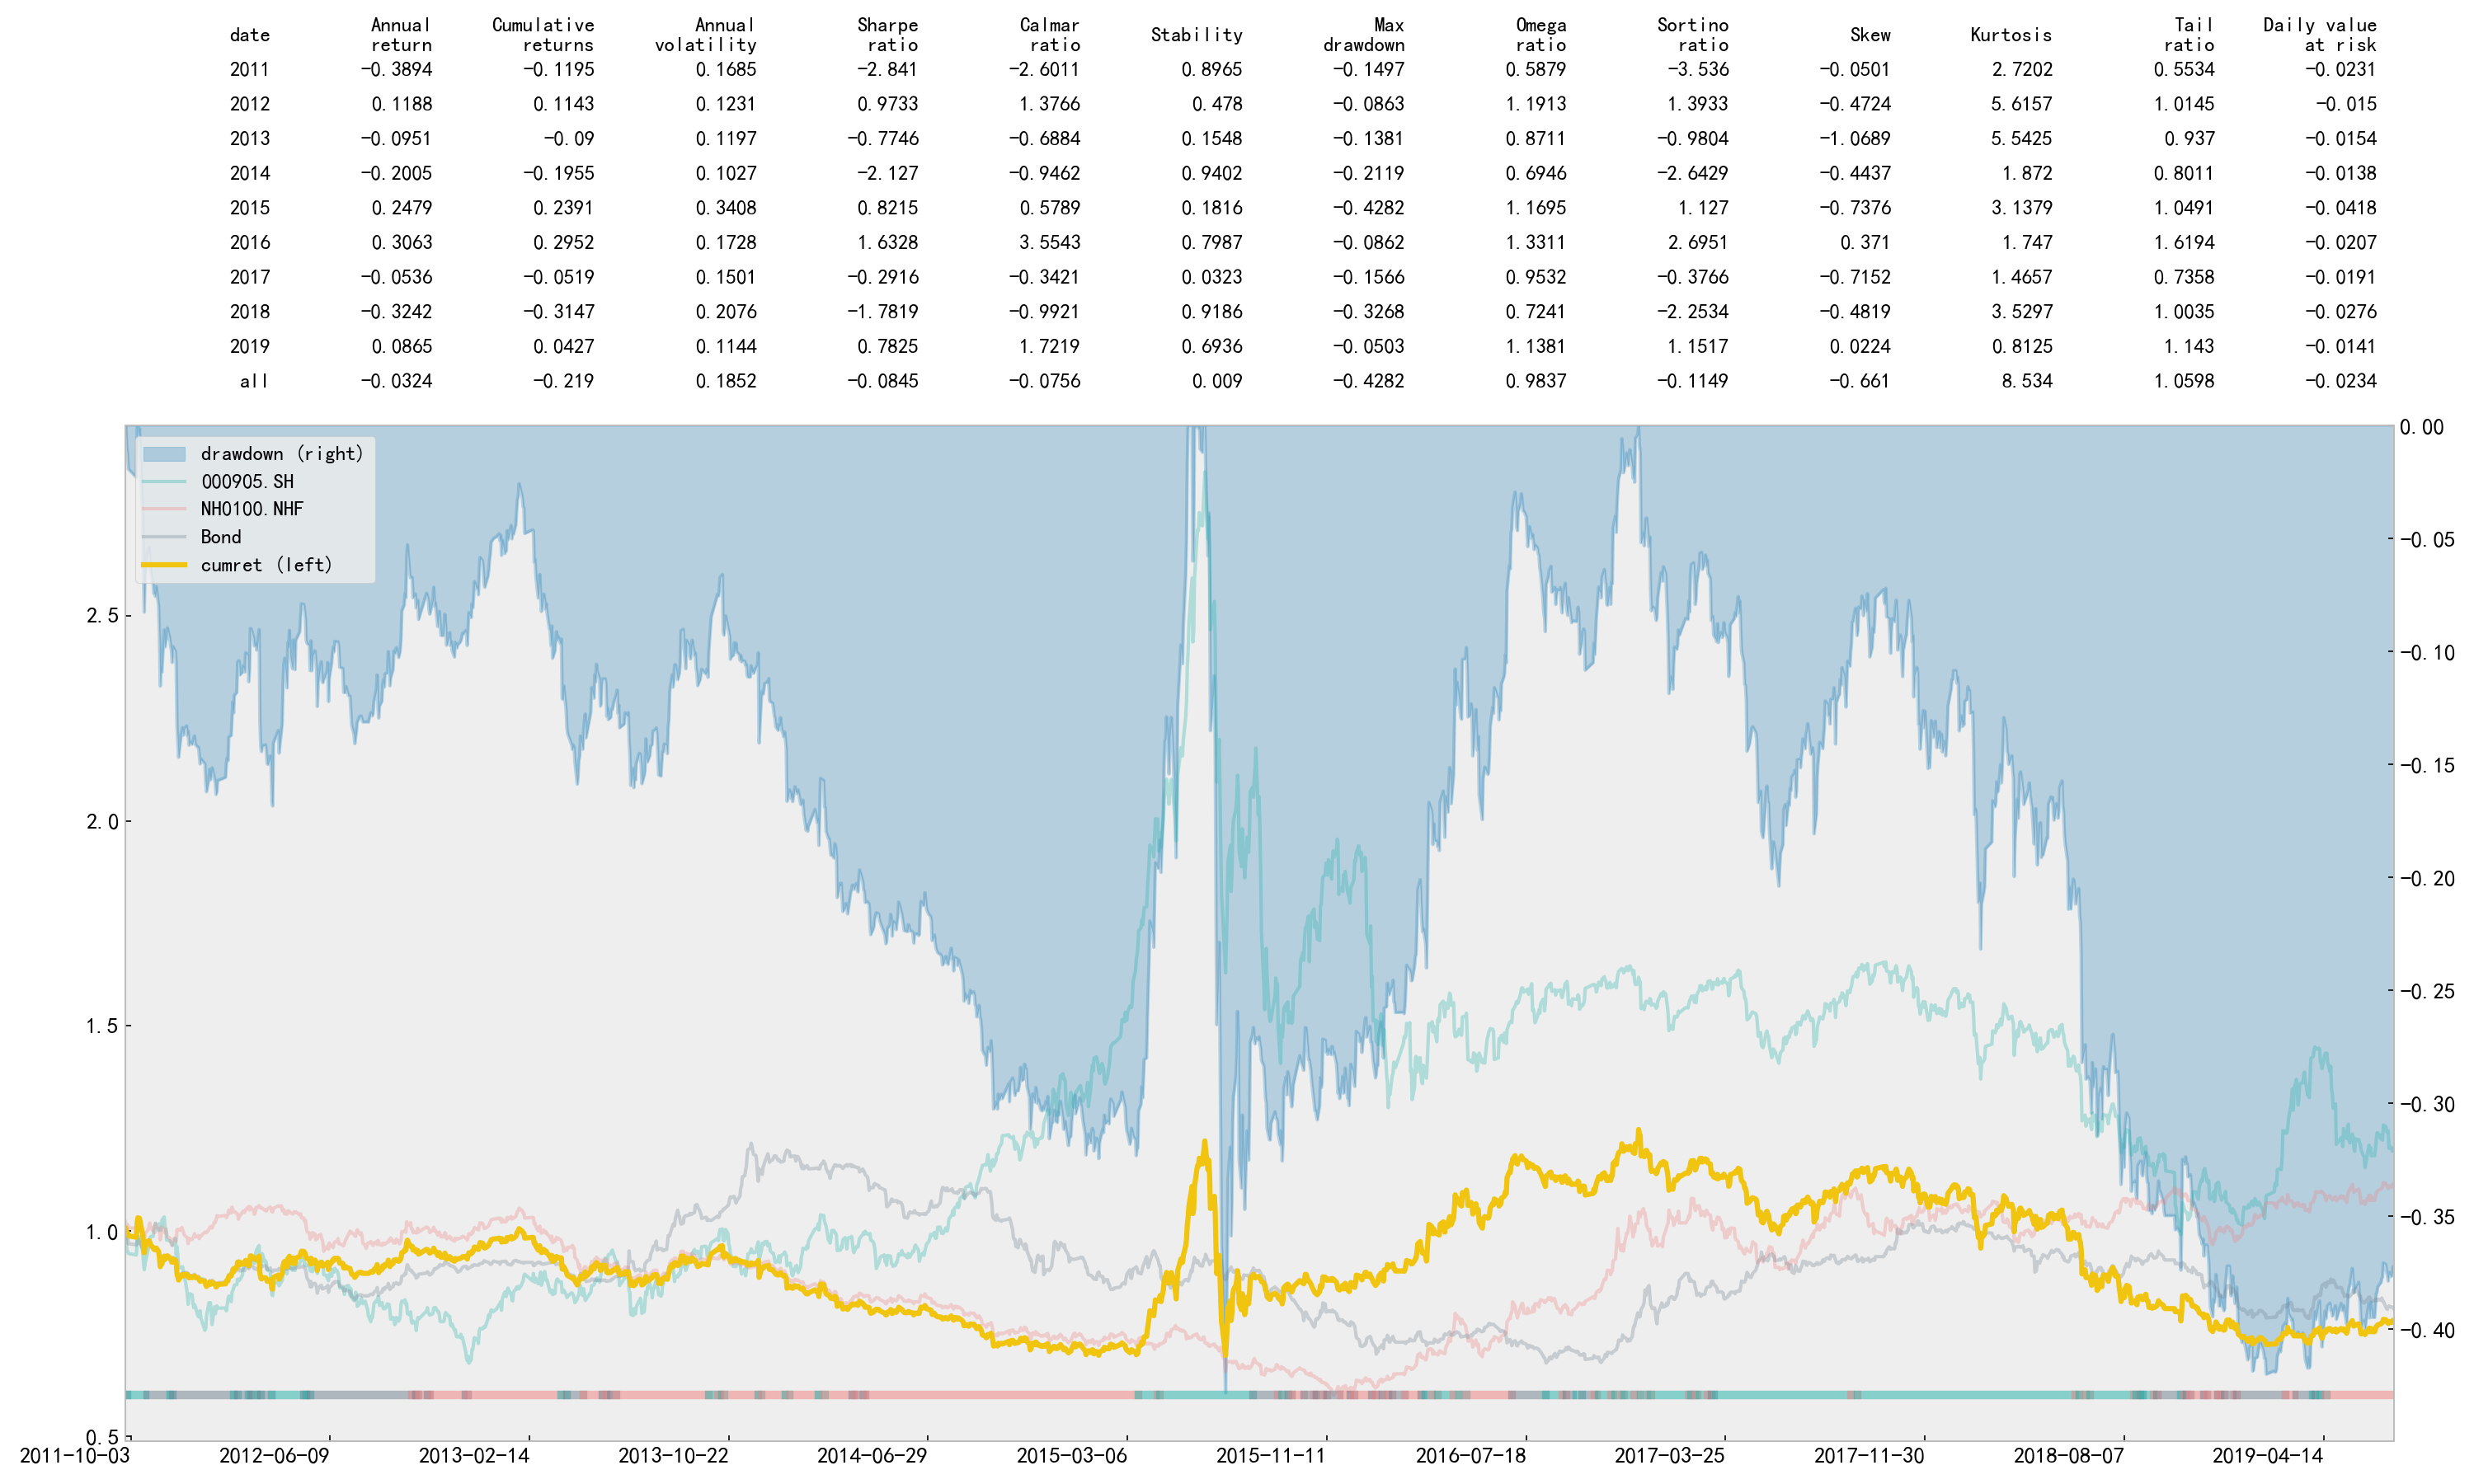 date Annual return Cumulative returns Annual volatility Sharpe ratio Calmar ratio Stability Max drawdown Omega ratio Sortino ratio Skew Kurtosis Tail ratio Daily value at risk
2011 -0.3894 -0.1195 0.1685 -2.841 -2.6011 0.8965 -0.1497 0.5879 -3.536 -0.0501 2.7202 0.5534 -0.0231
2012 0.1188 0.1143 0.1231 0.9733 1.3766 0.478 -0.0863 1.1913 1.3933 -0.4724 5.6157 1.0145 -0.015
2013 -0.0951 -0.09 0.1197 -0.7746 -0.6884 0.1548 -0.1381 0.8711 -0.9804 -1.0689 5.5425 0.937 -0.0154
2014 -0.2005 -0.1955 0.1027 -2.127 -0.9462 0.9402 -0.2119 0.6946 -2.6429 -0.4437 1.872 0.8011 -0.0138
2015 0.2479 0.2391 0.3408 0.8215 0.5789 0.1816 -0.4282 1.1695 1.127 -0.7376 3.1379 1.0491 -0.0418
2016 0.3063 0.2952 0.1728 1.6328 3.5543 0.7987 -0.0862 1.3311 2.6951 0.371 1.747 1.6194 -0.0207
2017 -0.0536 -0.0519 0.1501 -0.2916 -0.3421 0.0323 -0.1566 0.9532 -0.3766 -0.7152 1.4657 0.7358 -0.0191
2018 -0.3242 -0.3147 0.2076 -1.7819 -0.9921 0.9186 -0.3268 0.7241 -2.2534 -0.4819 3.5297 1.0035 -0.0276
2019 0.0865 0.0427 0.1144 0.7825 1.7219 0.6936 -0.0503 1.1381 1.1517 0.0224 0.8125 1.143 -0.0141
all -0.0324 -0.219 0.1852 -0.0845 -0.0756 0.009 -0.4282 0.9837 -0.1149 -0.661 8.534 1.0598 -0.0234
drawdown (right)
000905.SH
NH0100.NHF
Bond
cumret (left)
2.5
2.0
1.5
1.0
0.5
0.00
-0.05
-0.10
-0.15
-0.20
-0.25
-0.30
-0.35
-0.40
2011-10-03 2012-06-09 2013-02-14 2013-10-22 2014-06-29 2015-03-06 2015-11-11 2016-07-18 2017-03-25 2017-11-30 2018-08-07 2019-04-14